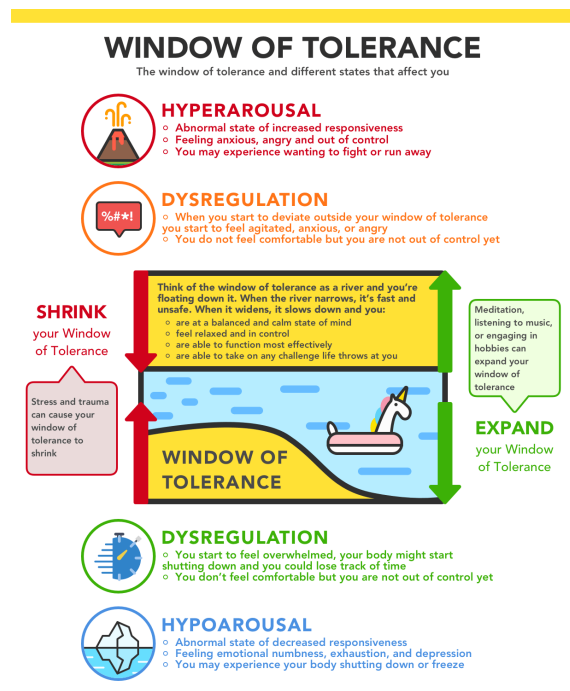 WINDOW OF TOLERANCE
The window of tolerance and different states that affect you
HYPERAROUSAL
○ Abnormal state of increased responsiveness
○ Feeling anxious, angry and out of control
○ You may experience wanting to fight or run away
%#*!
DYSREGULATION
○ When you start to deviate outside your window of tolerance
you start to feel agitated, anxious, or angry
○ You do not feel comfortable but you are not out of control yet
SHRINK
your Window
of Tolerance
Stress and trauma
can cause your
window of
tolerance to
shrink
Think of the window of tolerance as a river and you're
floating down it. When the river narrows, it's fast and
unsafe. When it widens, it slows down and you:
○ are at a balanced and calm state of mind
○ feel relaxed and in control
○ are able to function most effectively
○ are able to take on any challenge life throws at you
WINDOW OF
TOLERANCE
Meditation,
listening to music,
or engaging in
hobbies can
expand your
window of
tolerance
EXPAND
your Window
of Tolerance
DYSREGULATION
○ You start to feel overwhelmed, your body might start
shutting down and you could lose track of time
○ You don't feel comfortable but you are not out of control yet
HYPOAROUSAL
○ Abnormal state of decreased responsiveness
○ Feeling emotional numbness, exhaustion, and depression
○ You may experience your body shutting down or freeze